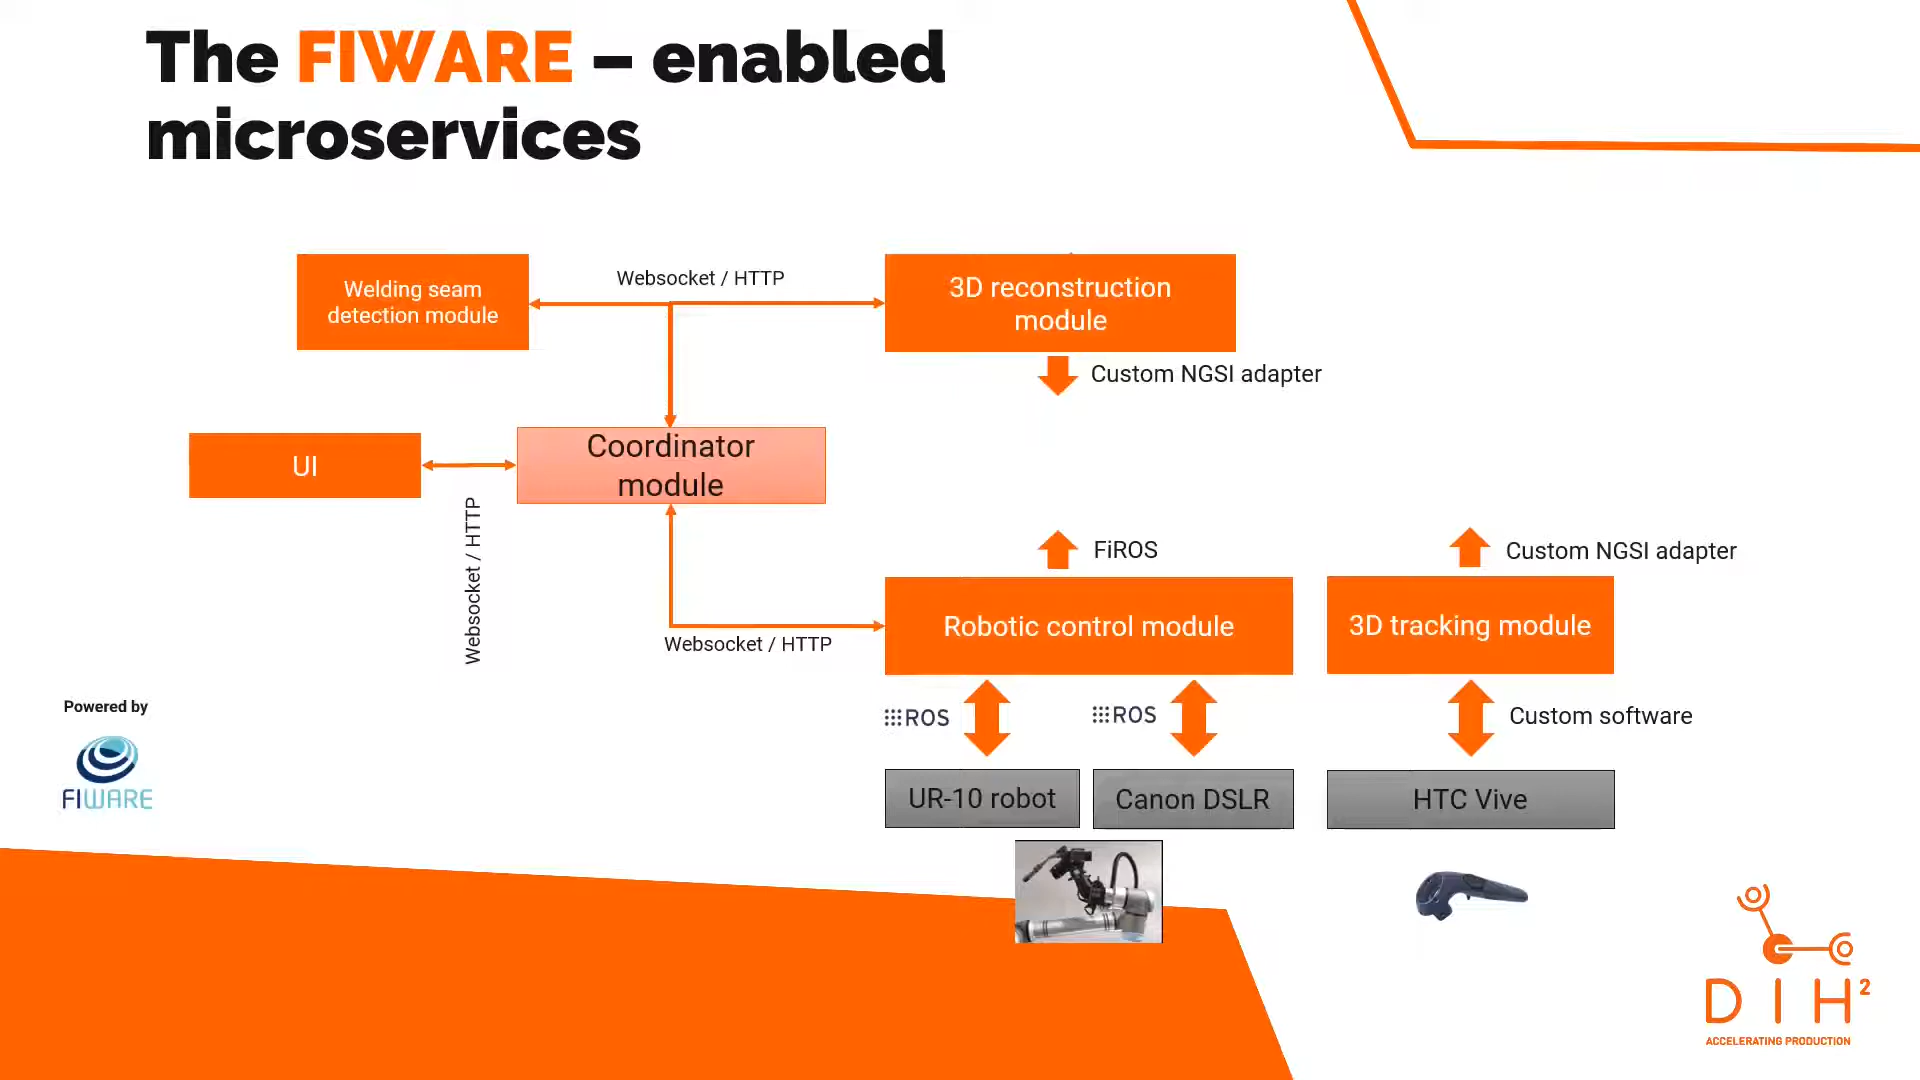 The FIWARE – enabled
microservices
Websocket / HTTP
Welding seam
detection module
3D reconstruction
module
Custom NGSI adapter
Coordinator
module
UI
Websocket / HTTP
FiROS
Custom NGSI adapter
Robotic control module
3D tracking module
Websocket / HTTP
ROS
ROS
Custom software
Powered by
FIWARE
UR-10 robot
Canon DSLR
HTC Vive
DIH²
ACCELERATING PRODUCTION